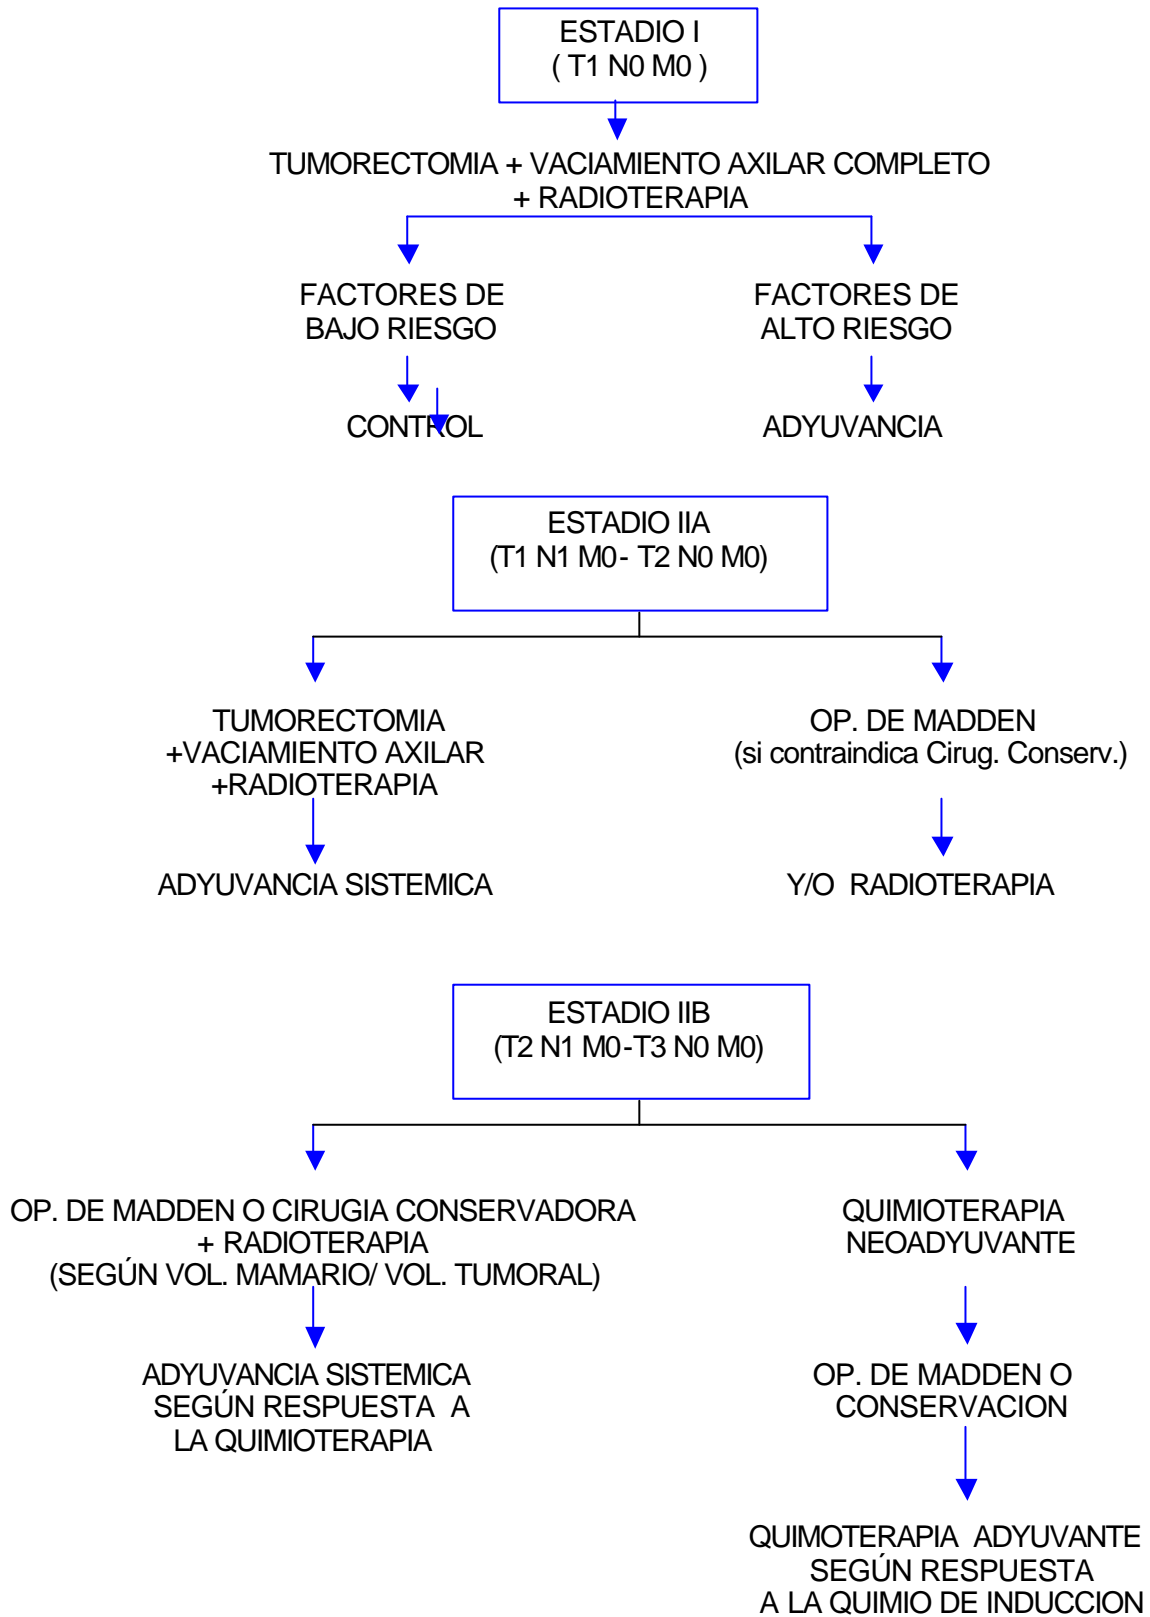 ESTADIO I
( T1 N0 M0 )
TUMORECTOMIA + VACIAMIENTO AXILAR COMPLETO
+ RADIOTERAPIA
FACTORES DE
BAJO RIESGO
FACTORES DE
ALTO RIESGO
CONTROL
ADYUVANCIA
ESTADIO IIA
(T1 N1 M0- T2 N0 M0)
TUMORECTOMIA
+VACIAMIENTO AXILAR
+RADIOTERAPIA
OP. DE MADDEN
(si contraindica Cirug. Conserv.)
ADYUVANCIA SISTEMICA
Y/O RADIOTERAPIA
ESTADIO IIB
(T2 N1 M0-T3 N0 M0)
OP. DE MADDEN O CIRUGIA CONSERVADORA
+ RADIOTERAPIA
(SEGÚN VOL. MAMARIO/ VOL. TUMORAL)
QUIMIOTERAPIA
NEOADYUVANTE
ADYUVANCIA SISTEMICA
SEGÚN RESPUESTA A
LA QUIMIOTERAPIA
OP. DE MADDEN O
CONSERVACION
QUIMOTERAPIA ADYUVANTE
SEGÚN RESPUESTA
A LA QUIMIO DE INDUCCION